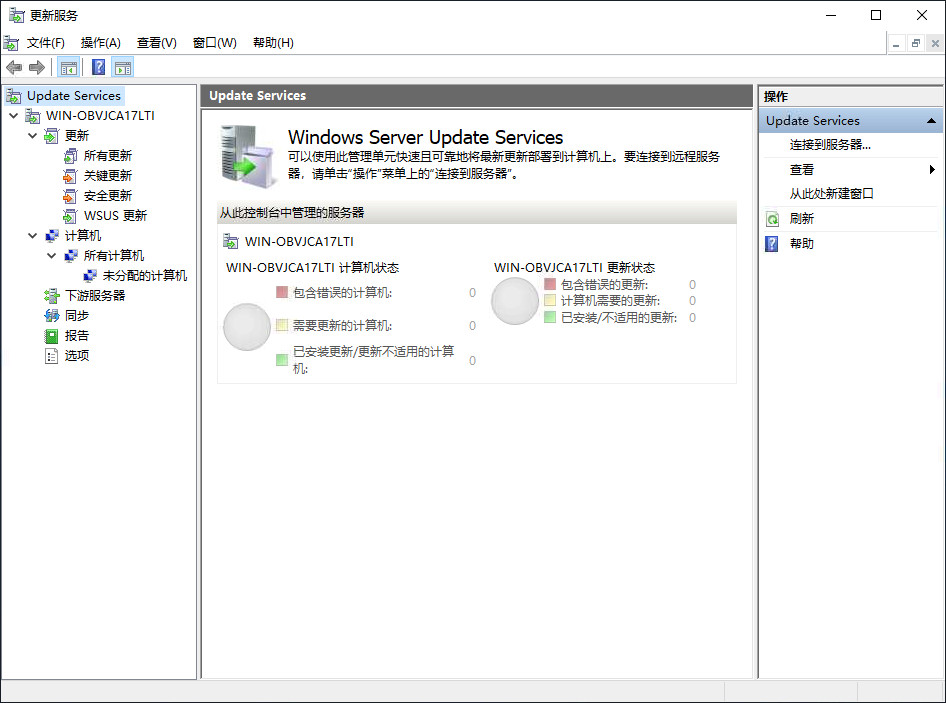 更新服务
文件(F) 操作(A) 查看(V) 窗口(W) 帮助(H)
Update Services
WIN-OBVJCA17LTI
更新
所有更新
关键更新
安全更新
WSUS 更新
计算机
所有计算机
未分配的计算机
下游服务器
同步
报告
选项
Update Services
Windows Server Update Services
可以使用此管理单元快速且可靠地将最新更新部署到计算机上。要连接到远程服务
器，请单击“操作”菜单上的“连接到服务器”。
从此控制台中管理的服务器
WIN-OBVJCA17LTI
WIN-OBVJCA17LTI 计算机状态
包含错误的计算机: 0
需要更新的计算机: 0
已安装更新/更新不适用的计算
机: 0
WIN-OBVJCA17LTI 更新状态
包含错误的更新: 0
计算机需要的更新: 0
已安装/不适用的更新: 0
操作
Update Services
连接到服务器...
查看
从此处新建窗口
刷新
帮助